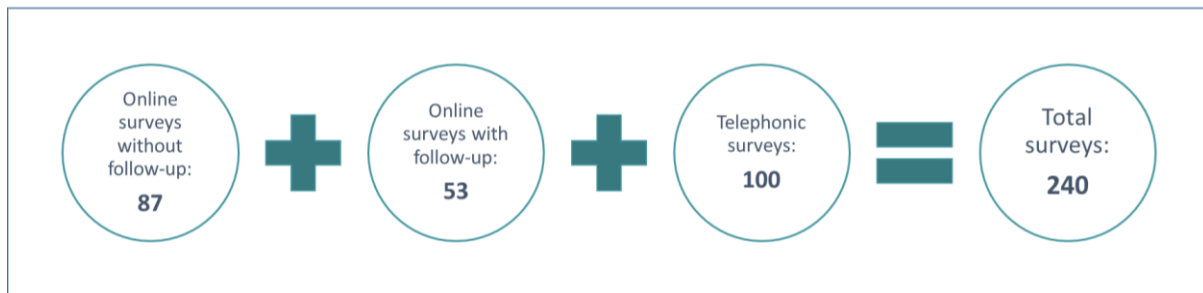 Online
surveys
without
follow-up:
87
Online
surveys with
follow-up:
53
Telephonic
surveys:
100
Total
surveys:
240